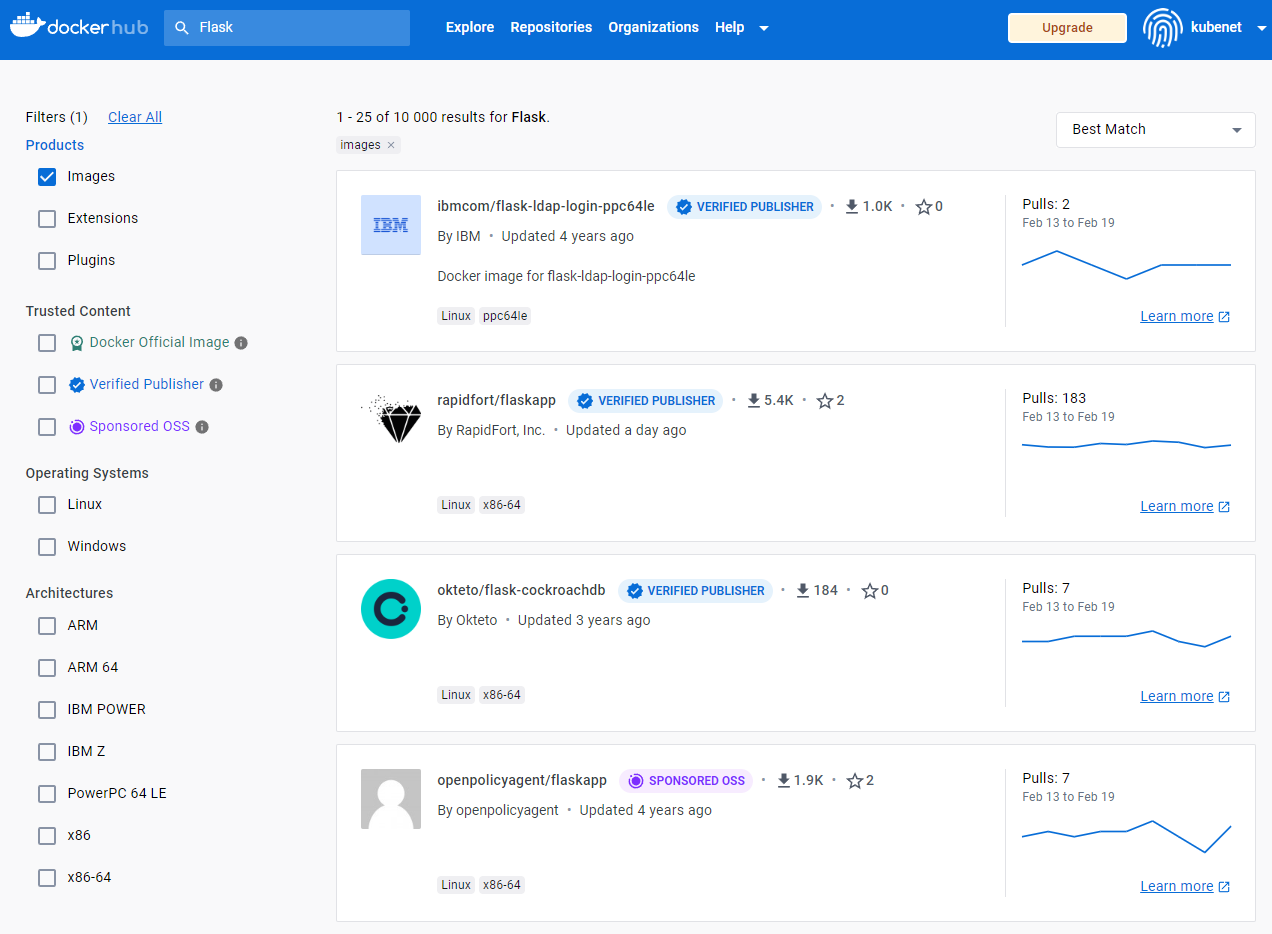 dockerhub Flask Explore Repositories Organizations Help Upgrade kubenet
Filters (1) Clear All
Products
Images
Extensions
Plugins
Trusted Content
Docker Official Image
Verified Publisher
Sponsored OSS
Operating Systems
Linux
Windows
Architectures
ARM
ARM 64
IBM POWER
IBM Z
PowerPC 64 LE
x86
x86-64
1 - 25 of 10 000 results for Flask.
images
Best Match
IBM
ibmcom/flask-ldap-login-ppc64le VERIFIED PUBLISHER • 1.0K • 0
By IBM • Updated 4 years ago
Docker image for flask-ldap-login-ppc64le
Linux ppc64le
Pulls: 2
Feb 13 to Feb 19
Learn more
rapidfort/flaskapp VERIFIED PUBLISHER • 5.4K • 2
By RapidFort, Inc. • Updated a day ago
Linux x86-64
Pulls: 183
Feb 13 to Feb 19
Learn more
okteto/flask-cockroachdb VERIFIED PUBLISHER • 184 • 0
By Okteto • Updated 3 years ago
Linux x86-64
Pulls: 7
Feb 13 to Feb 19
Learn more
openpolicyagent/flaskapp SPONSORED OSS • 1.9K • 2
By openpolicyagent • Updated 4 years ago
Linux x86-64
Pulls: 7
Feb 13 to Feb 19
Learn more